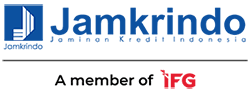 Jamkrindo
Jamkrindo
Jaminan Kredit Indonesia
A member of IFG